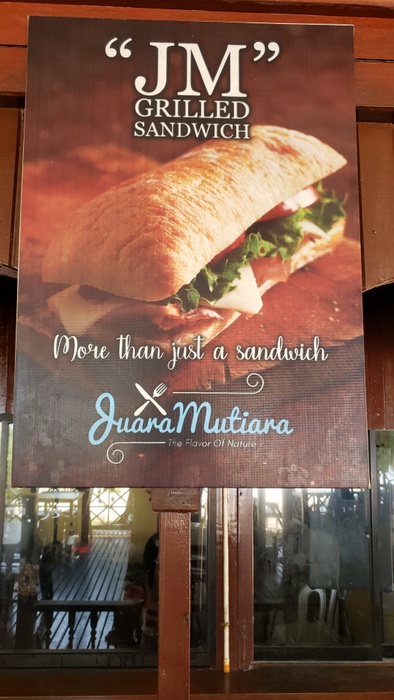 “JM”
GRILLED
SANDWICH
More than just a sandwich
JuaraMutiara
The Flavor Of Nature